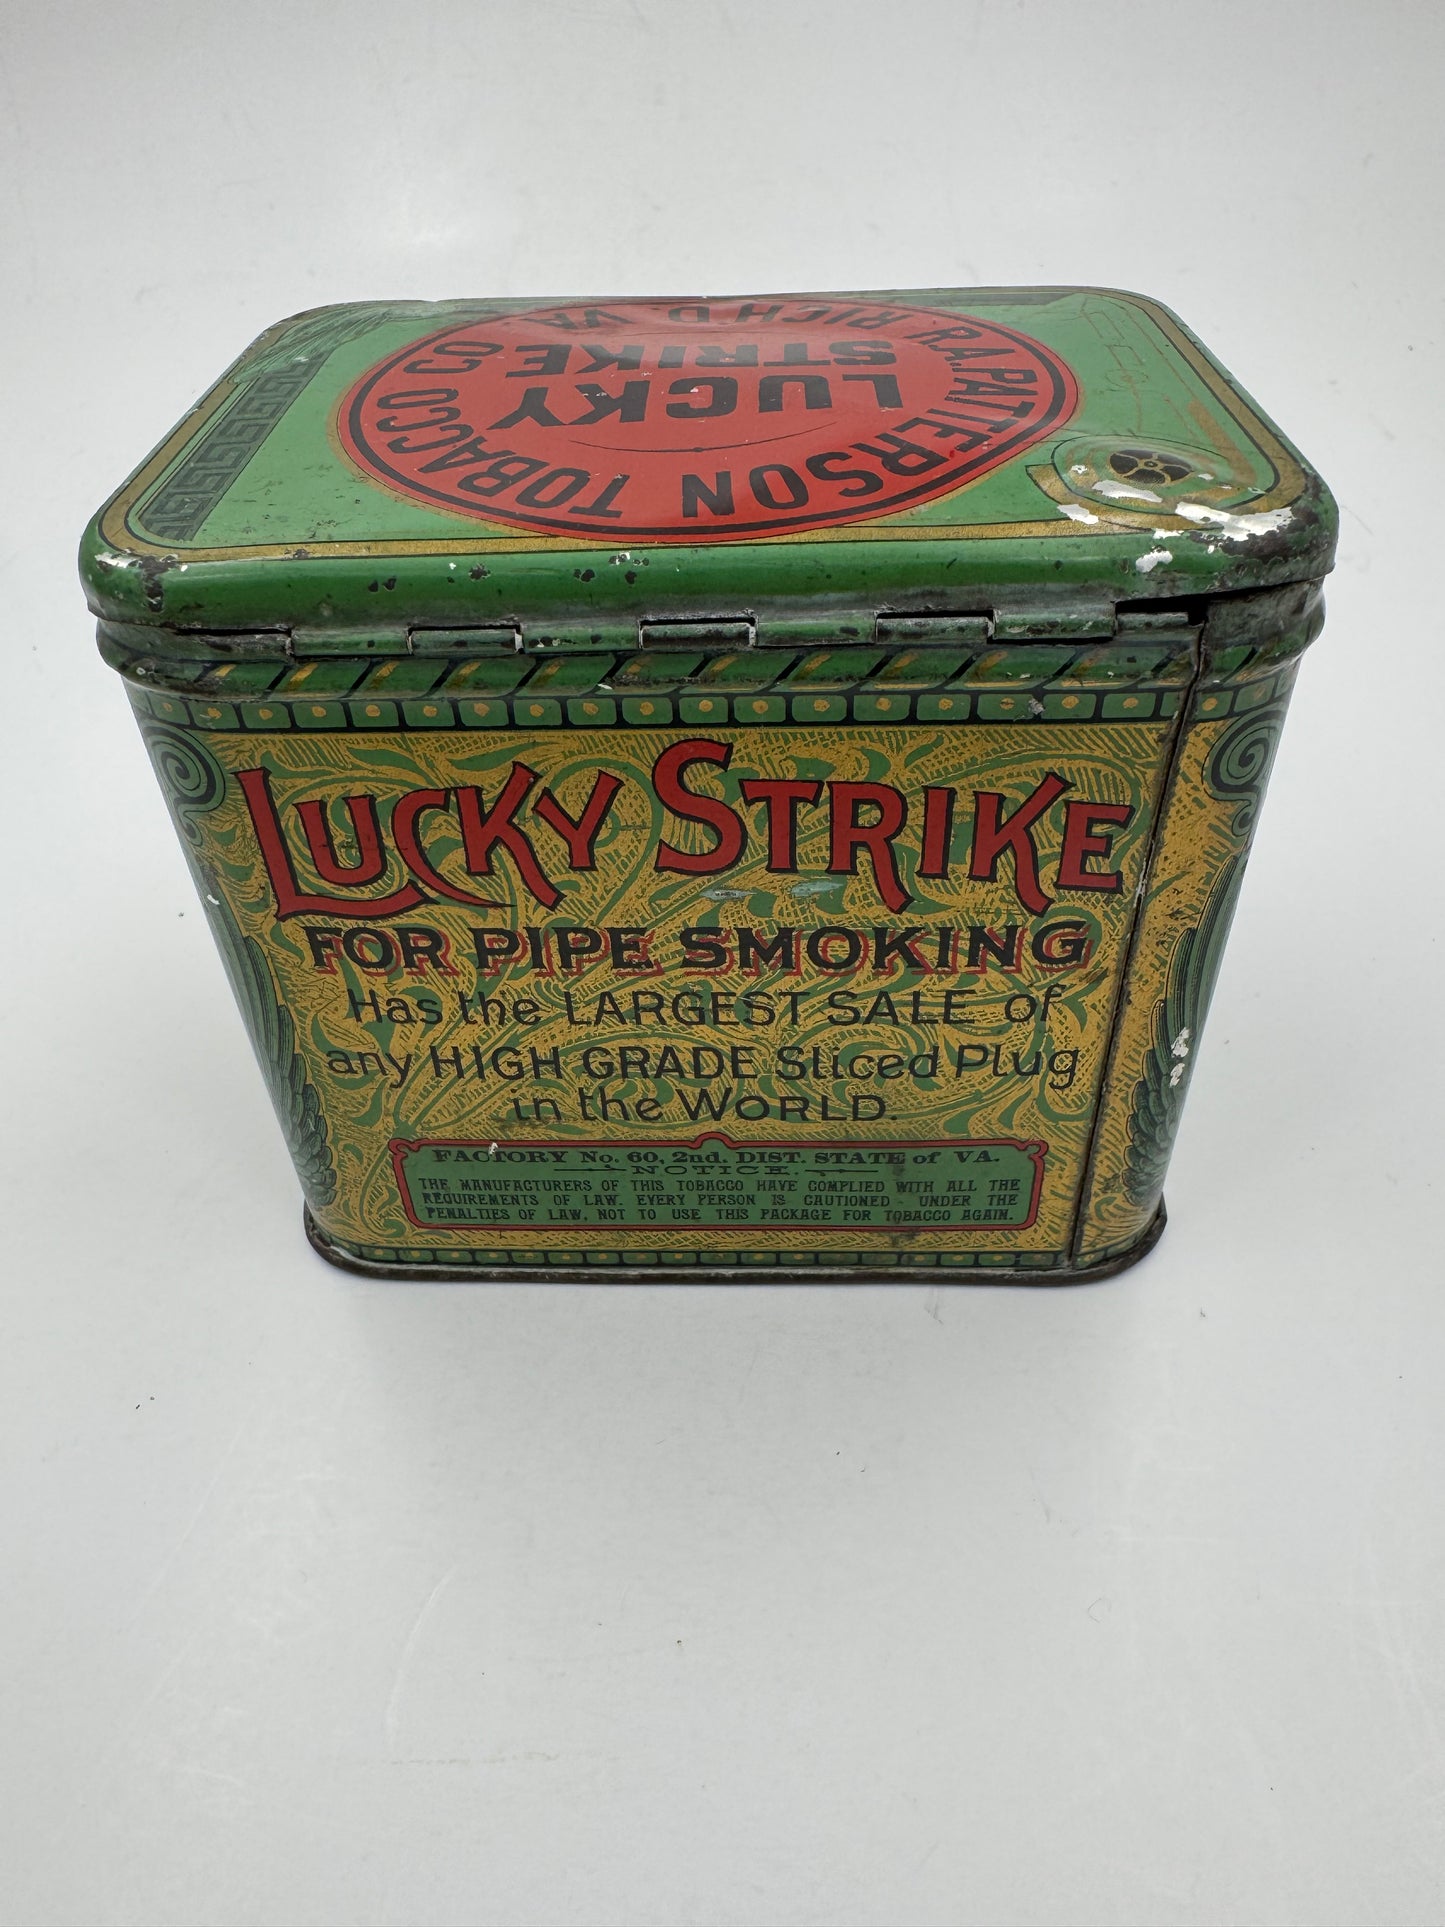 R.A. PATTERSON TOBACCO CO
RICH'D. VA.
LUCKY
STRIKE
LUCKY STRIKE
FOR PIPE SMOKING
Has the LARGEST SALE of
any HIGH GRADE Sliced Plug
in the WORLD.
FACTORY No. 60, 2nd. DIST. STATE of VA.
NOTICE.
THE MANUFACTURERS OF THIS TOBACCO HAVE COMPLIED WITH ALL THE
REQUIREMENTS OF LAW. EVERY PERSON IS CAUTIONED UNDER THE
PENALTIES OF LAW, NOT TO USE THIS PACKAGE FOR TOBACCO AGAIN.